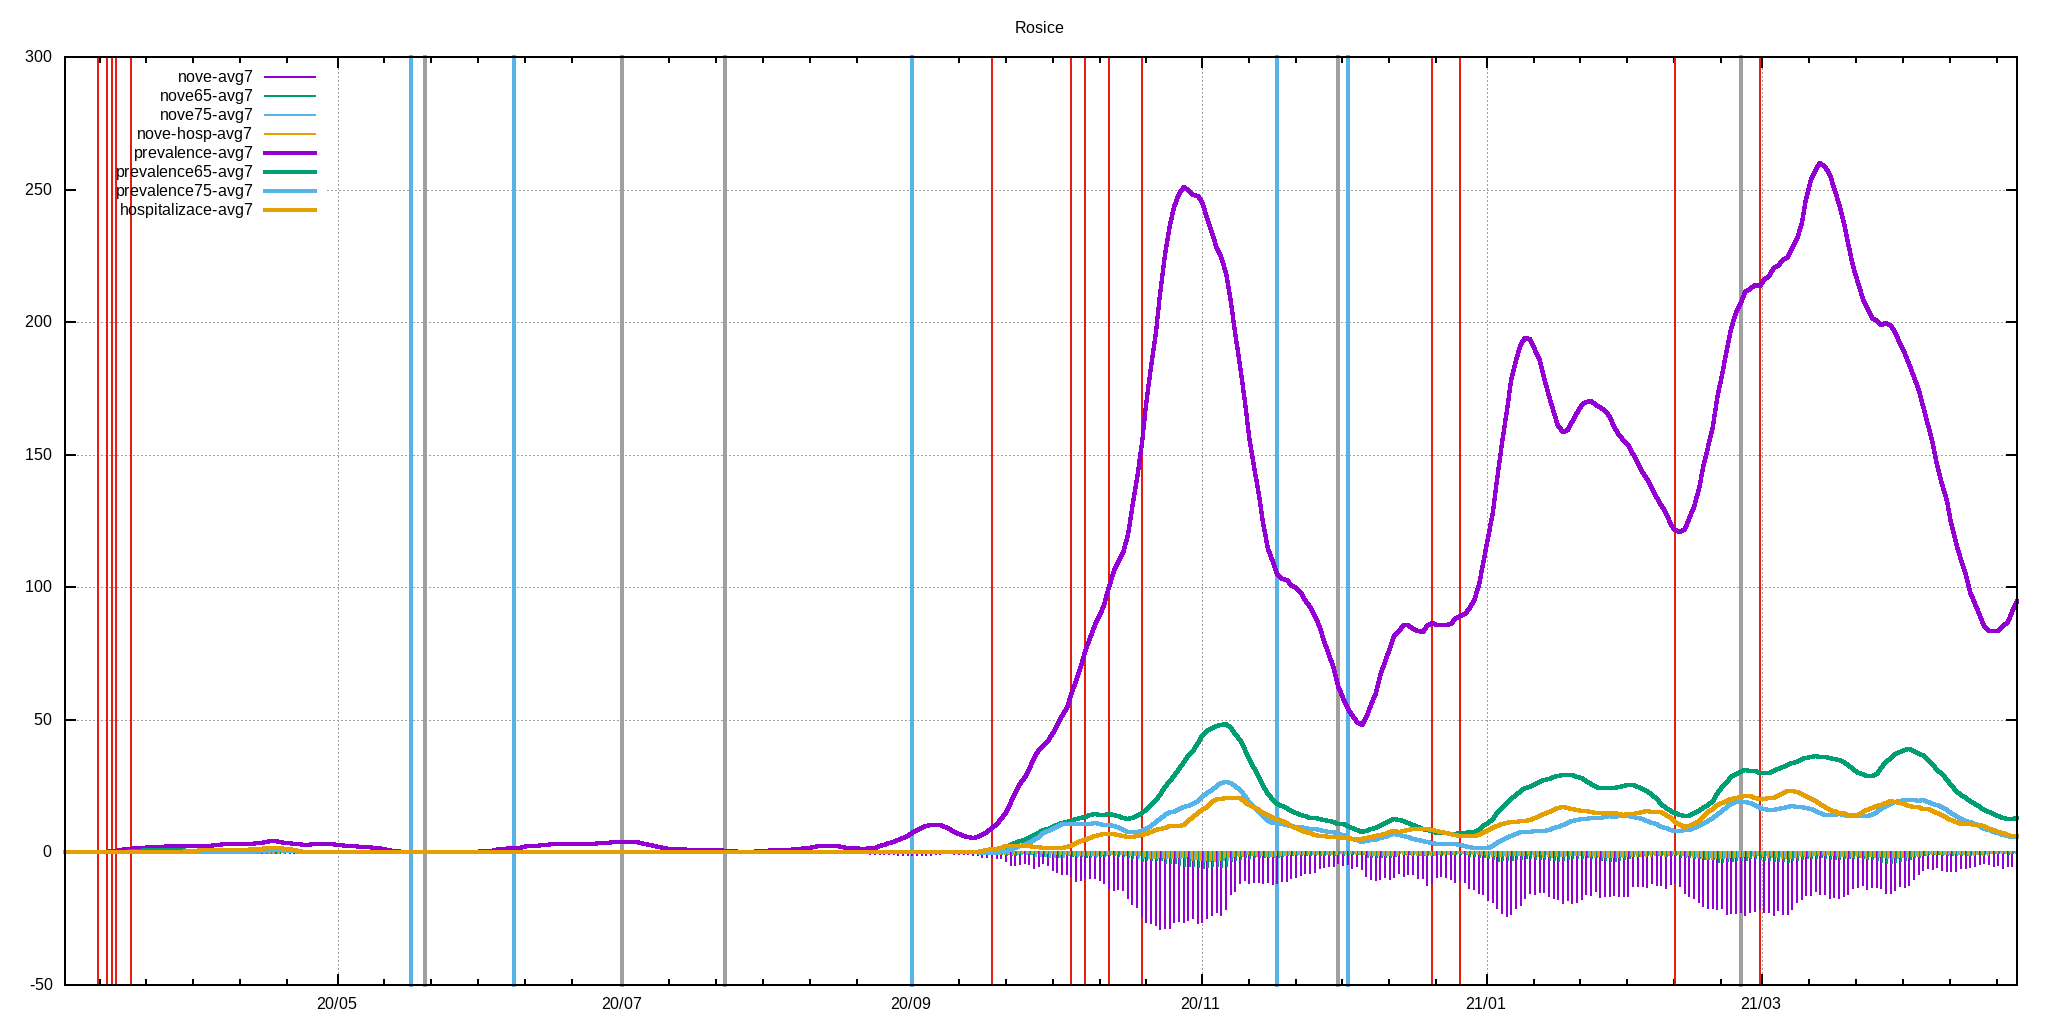 Rosice
300
250
200
150
100
50
0
-50
nove-avg7
nove65-avg7
nove75-avg7
nove-hosp-avg7
prevalence-avg7
prevalence65-avg7
prevalence75-avg7
hospitalizace-avg7
20/05 20/07 20/09 20/11 21/01 21/03